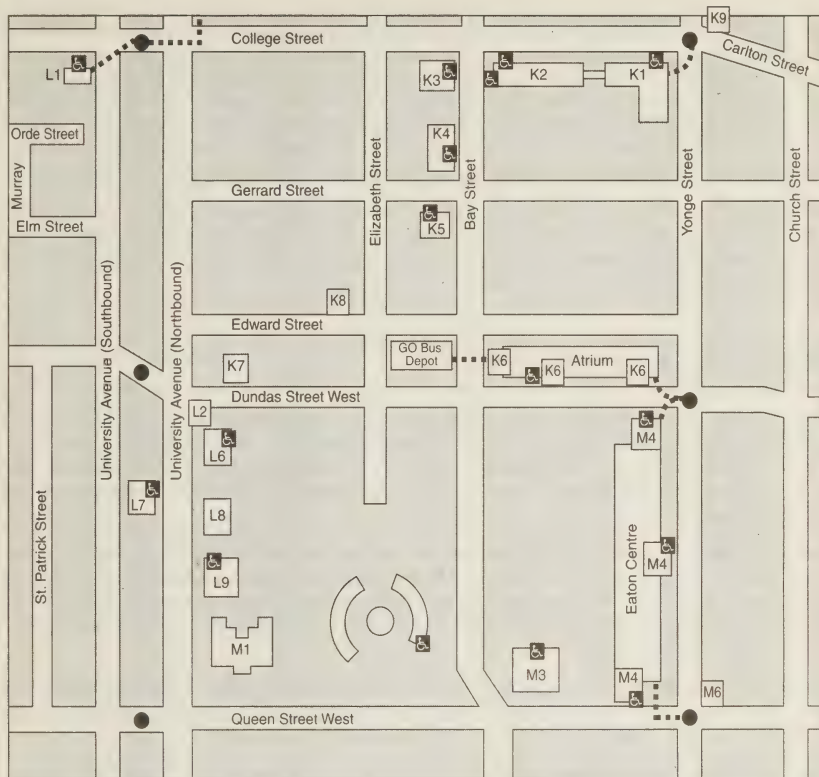 K9
College Street
Carlton Street
L1
K3
K2
K1
Orde Street
K4
Murray
Gerrard Street
Elizabeth Street
Bay Street
Yonge Street
Church Street
Elm Street
K5
University Avenue (Southbound)
University Avenue (Northbound)
K8
Edward Street
GO Bus
Depot
K6
Atrium
K6
K6
K7
Dundas Street West
L2
M4
L6
L7
St. Patrick Street
L8
Eaton Centre
M4
L9
M1
M3
M4
M6
Queen Street West